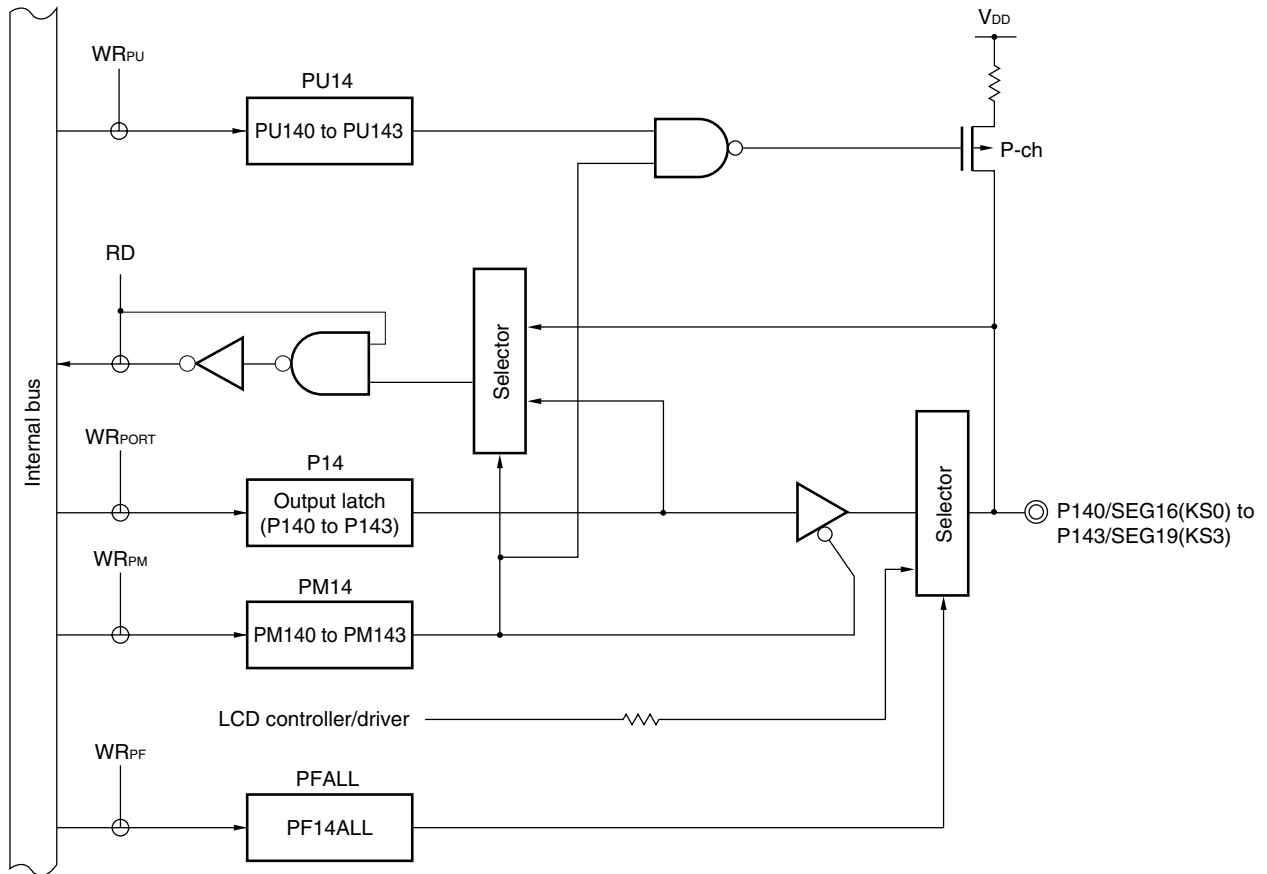 VDD
WRPU
PU14
PU140 to PU143
P-ch
RD
Selector
Internal bus
WRPORT
P14
Output latch
(P140 to P143)
Selector
P140/SEG16(KS0) to
P143/SEG19(KS3)
WRPM
PM14
PM140 to PM143
LCD controller/driver
WRPF
PFALL
PF14ALL